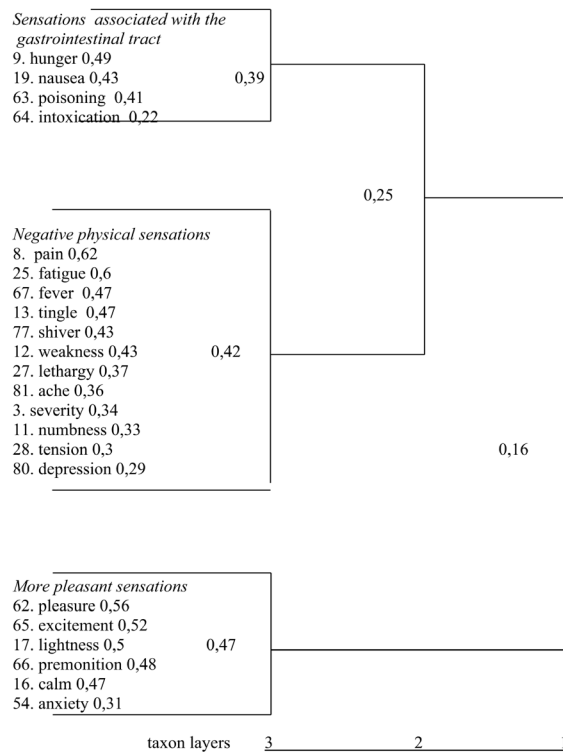 Sensations associated with the
gastrointestinal tract
9. hunger 0,49
19. nausea 0,43
0,39
63. poisoning 0,41
64. intoxication 0,22
0,25
Negative physical sensations
8. pain 0,62
25. fatigue 0,6
67. fever 0,47
13. tingle 0,47
77. shiver 0,43
12. weakness 0,43
0,42
27. lethargy 0,37
81. ache 0,36
3. severity 0,34
11. numbness 0,33
28. tension 0,3
0,16
80. depression 0,29
More pleasant sensations
62. pleasure 0,56
65. excitement 0,52
17. lightness 0,5
0,47
66. premonition 0,48
16. calm 0,47
54. anxiety 0,31
taxon layers 3 2